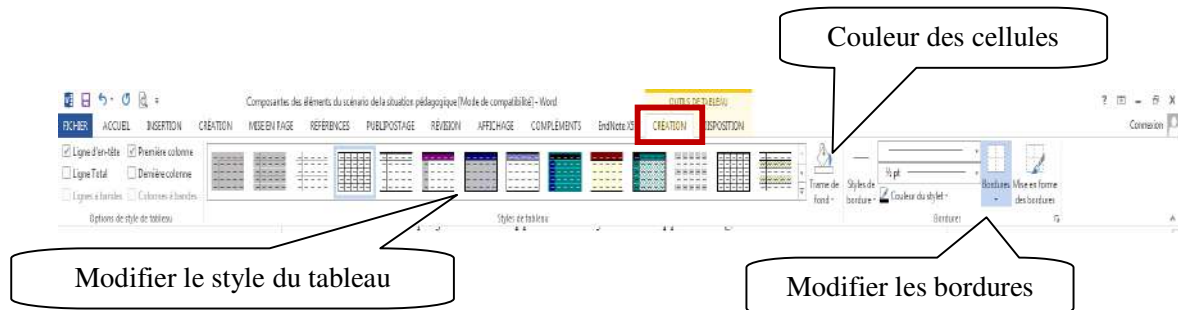 Couleur des cellules
Composantes des éléments du scénario de la situation pédagogique [Mode de compatibilité] - Word
OUTILS DE TABLEAU
?
FICHIER ACCUEIL INSERTION CRÉATION MISE EN PAGE RÉFÉRENCES PUBLIPOSTAGE RÉVISION AFFICHAGE COMPLÉMENTS EndNote X5 CRÉATION DISPOSITION Connexion
Ligne d'en-tête Première colonne
Ligne Total Dernière colonne
Lignes à bandes Colonnes à bandes
Trame de fond
Styles de bordure
½ pt
Couleur du stylet
Bordures
Mise en forme des bordures
Options de style de tableau
Styles de tableau
Bordures
Modifier le style du tableau
Modifier les bordures